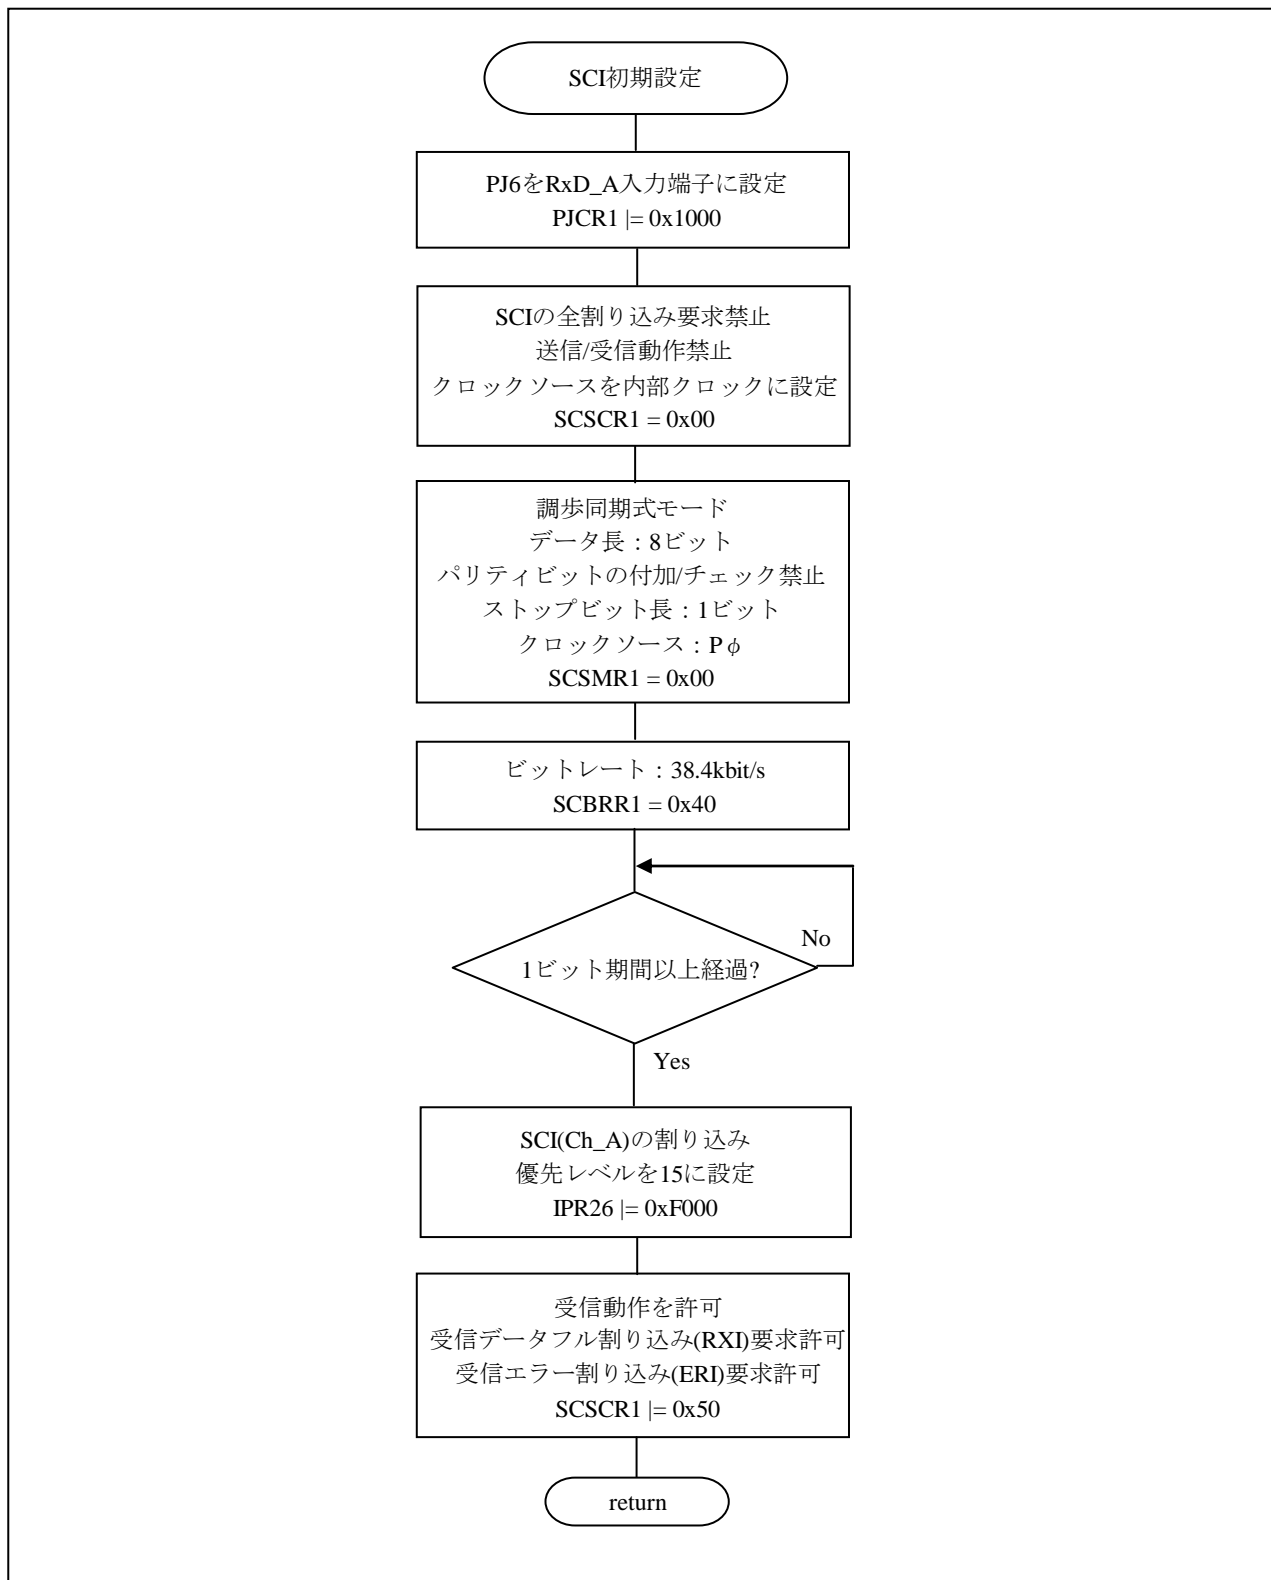 SCI初期設定
PJ6をRxD_A入力端子に設定
PJCR1 |= 0x1000
SCIの全割り込み要求禁止
送信/受信動作禁止
クロックソースを内部クロックに設定
SCSCR1 = 0x00
調歩同期式モード
データ長：8ビット
パリティビットの付加/チェック禁止
ストップビット長：1ビット
クロックソース：Pφ
SCSMR1 = 0x00
ビットレート：38.4kbit/s
SCBRR1 = 0x40
No
1ビット期間以上経過?
Yes
SCI(Ch_A)の割り込み
優先レベルを15に設定
IPR26 |= 0xF000
受信動作を許可
受信データフル割り込み(RXI)要求許可
受信エラー割り込み(ERI)要求許可
SCSCR1 |= 0x50
return